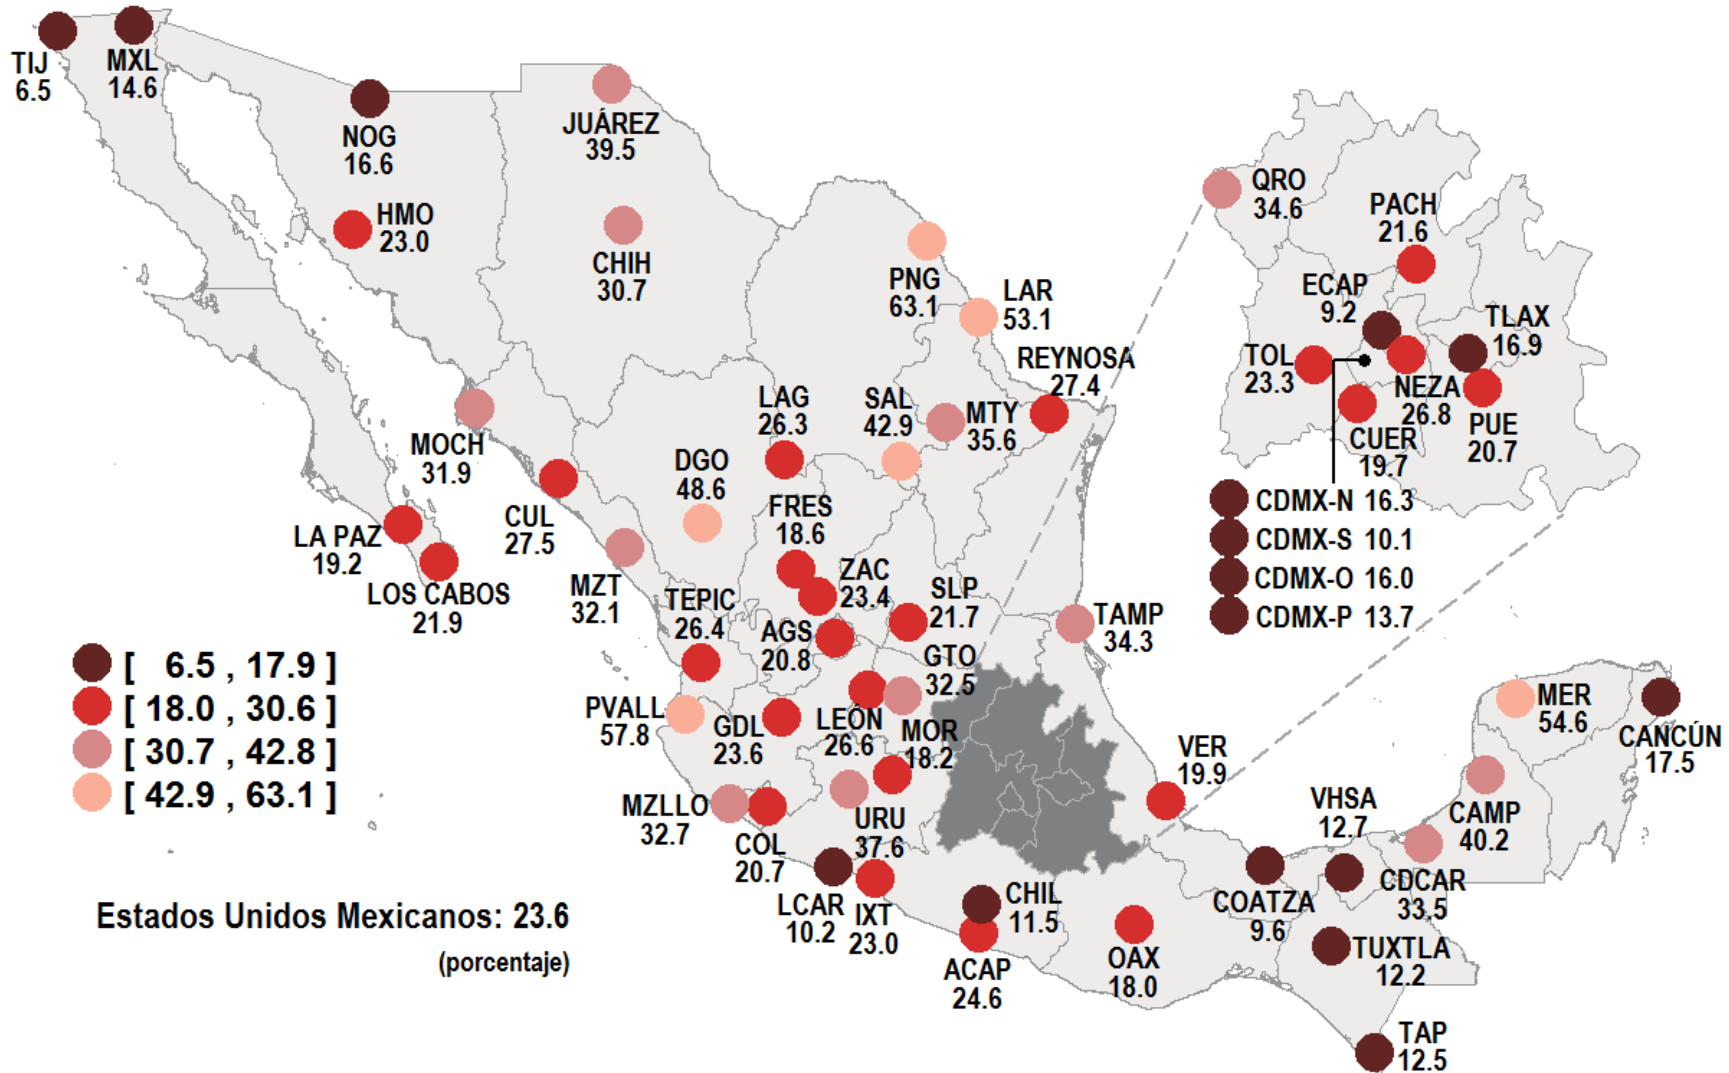 TIJ
6.5
MXL
14.6
NOG
16.6
JUÁREZ
39.5
HMO
23.0
CHIH
30.7
PNG
63.1
LAR
53.1
REYNOSA
27.4
MOCH
31.9
LAG
26.3
SAL
42.9
MTY
35.6
DGO
48.6
CUL
27.5
FRES
18.6
LA PAZ
19.2
LOS CABOS
21.9
MZT
32.1
ZAC
23.4
SLP
21.7
TEPIC
26.4
AGS
20.8
TAMP
34.3
GTO
32.5
PVALL
57.8
GDL
23.6
LEÓN
26.6
MOR
18.2
MZLLO
32.7
COL
20.7
URU
37.6
LCAR
10.2
IXT
23.0
CHIL
11.5
ACAP
24.6
OAX
18.0
VER
19.9
COATZA
9.6
VHSA
12.7
TUXTLA
12.2
TAP
12.5
CDCAR
33.5
CAMP
40.2
MER
54.6
CANCÚN
17.5
QRO
34.6
PACH
21.6
ECAP
9.2
TLAX
16.9
TOL
23.3
NEZA
26.8
PUE
20.7
CUER
19.7
CDMX-N 16.3
CDMX-S 10.1
CDMX-O 16.0
CDMX-P 13.7
[ 6.5 , 17.9 ]
[ 18.0 , 30.6 ]
[ 30.7 , 42.8 ]
[ 42.9 , 63.1 ]
Estados Unidos Mexicanos: 23.6
(porcentaje)